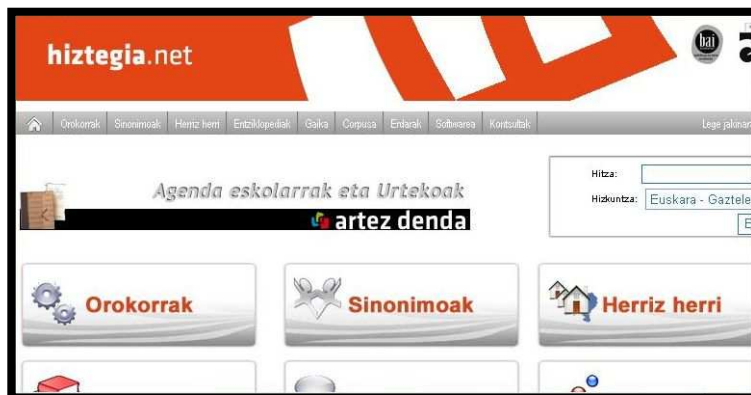 hiztegia.net
bai
Orokorrak Sinonimoak Herriz herri Entziklopediak Gaika Corpusa Erdarak Softwarea Kontsultak Lege jakinar
Agenda eskolarrak eta Urtekoak
artez denda
Hitza:
Hizkuntza: Euskara - Gaztele
E
Orokorrak Sinonimoak Herriz herri